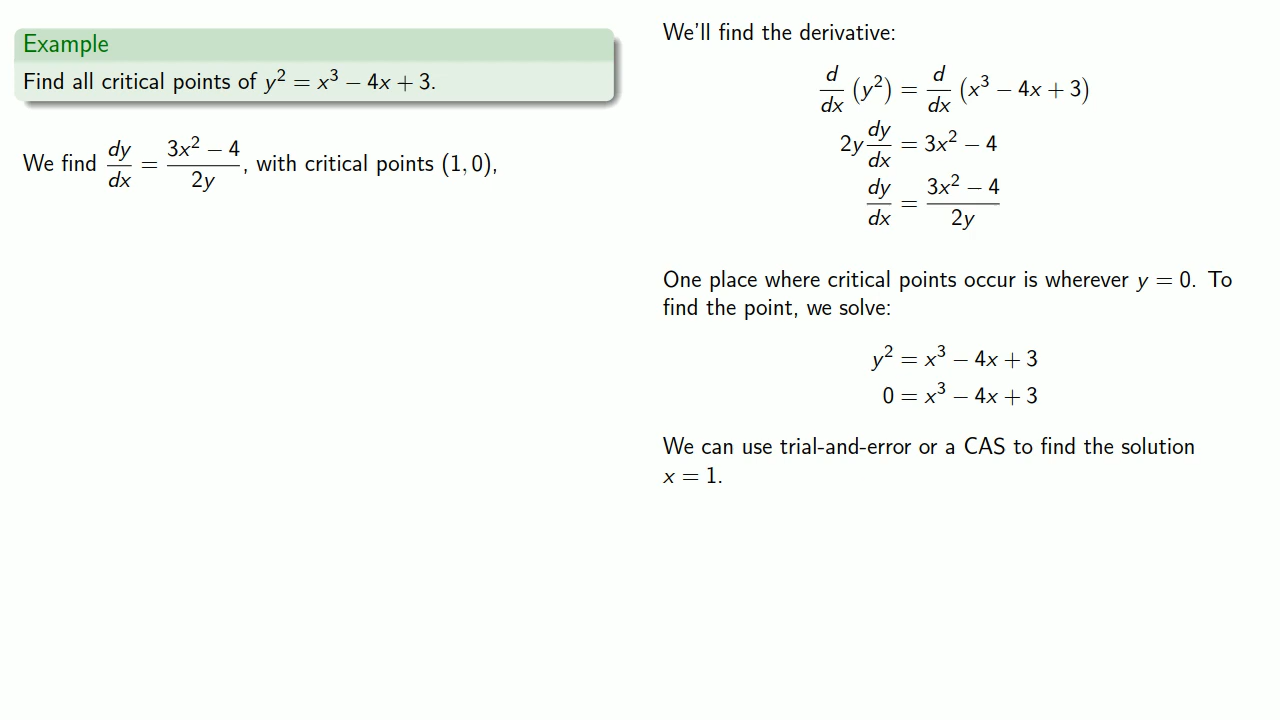 Example
Find all critical points of y² = x³ − 4x + 3.
We find dy/dx = (3x² − 4)/(2y), with critical points (1, 0),
We'll find the derivative:
d/dx (y²) = d/dx (x³ − 4x + 3)
2y dy/dx = 3x² − 4
dy/dx = (3x² − 4)/(2y)
One place where critical points occur is wherever y = 0. To
find the point, we solve:
y² = x³ − 4x + 3
0 = x³ − 4x + 3
We can use trial-and-error or a CAS to find the solution
x = 1.